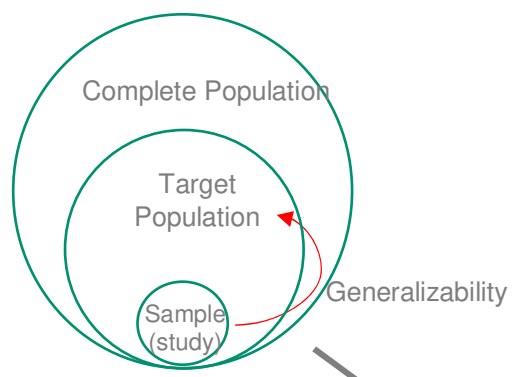 Complete Population
Target
Population
Generalizability
Sample
(study)